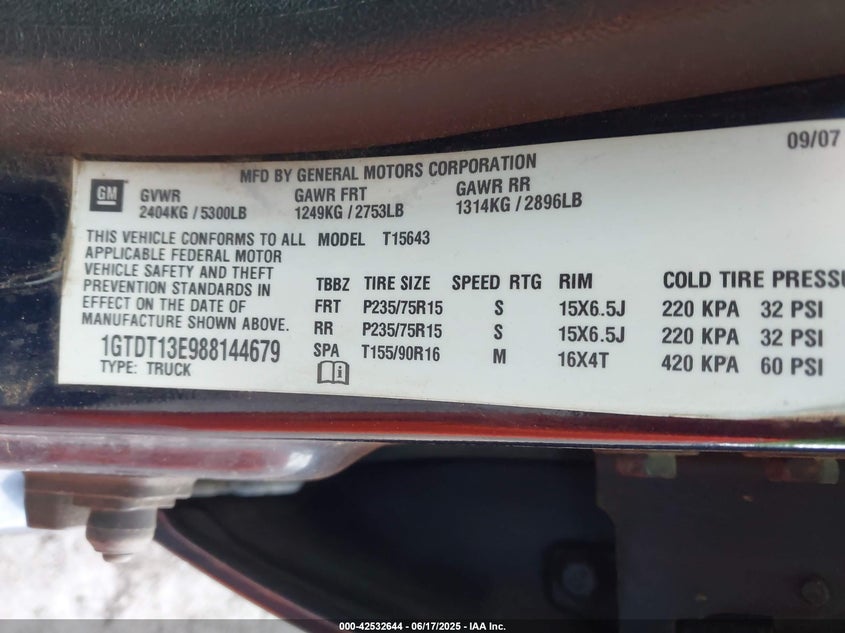 09/07
MFD BY GENERAL MOTORS CORPORATION
GM
GVWR GAWR FRT GAWR RR
2404KG / 5300LB 1249KG / 2753LB 1314KG / 2896LB
THIS VEHICLE CONFORMS TO ALL MODEL T15643
APPLICABLE FEDERAL MOTOR
VEHICLE SAFETY AND THEFT
PREVENTION STANDARDS IN
EFFECT ON THE DATE OF
MANUFACTURE SHOWN ABOVE.
1GTDT13E988144679
TYPE: TRUCK
TBBZ TIRE SIZE SPEED RTG RIM COLD TIRE PRESSU
FRT P235/75R15 S 15X6.5J 220 KPA 32 PSI
RR P235/75R15 S 15X6.5J 220 KPA 32 PSI
SPA T155/90R16 M 16X4T 420 KPA 60 PSI
000-42532644 / 06/17/2025 - IAA Inc.